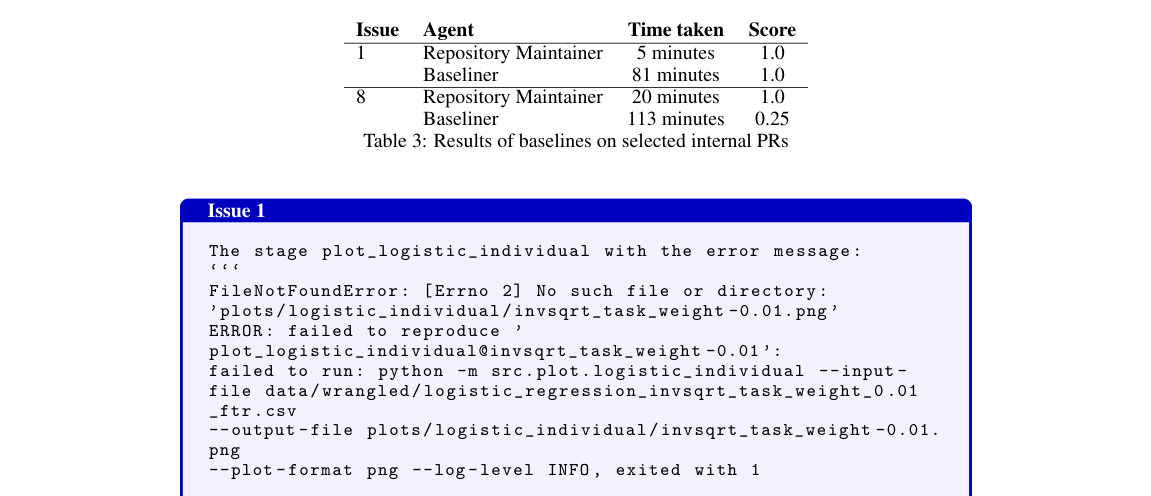 Issue Agent Time taken Score
1 Repository Maintainer 5 minutes 1.0
Baseliner 81 minutes 1.0
8 Repository Maintainer 20 minutes 1.0
Baseliner 113 minutes 0.25
Table 3: Results of baselines on selected internal PRs
Issue 1
The stage plot_logistic_individual with the error message:
‘‘‘
FileNotFoundError: [Errno 2] No such file or directory:
’plots/logistic_individual/invsqrt_task_weight-0.01.png’
ERROR: failed to reproduce ’
plot_logistic_individual@invsqrt_task_weight-0.01’:
failed to run: python -m src.plot.logistic_individual --input-
file data/wrangled/logistic_regression_invsqrt_task_weight_0.01
_ftr.csv
--output-file plots/logistic_individual/invsqrt_task_weight-0.01.
png
--plot-format png --log-level INFO, exited with 1